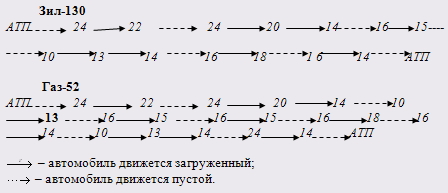 Зил-130
АТП 24 22 24 20 14 16 15
10 13 14 16 18 1 6 14 АТП
Газ-52
АТП 24 22 24 20 14 10
13 16 15 16 15 16 18 16
14 10 13 14 24 14 АТП
– автомобиль движется загруженный;
– автомобиль движется пустой.